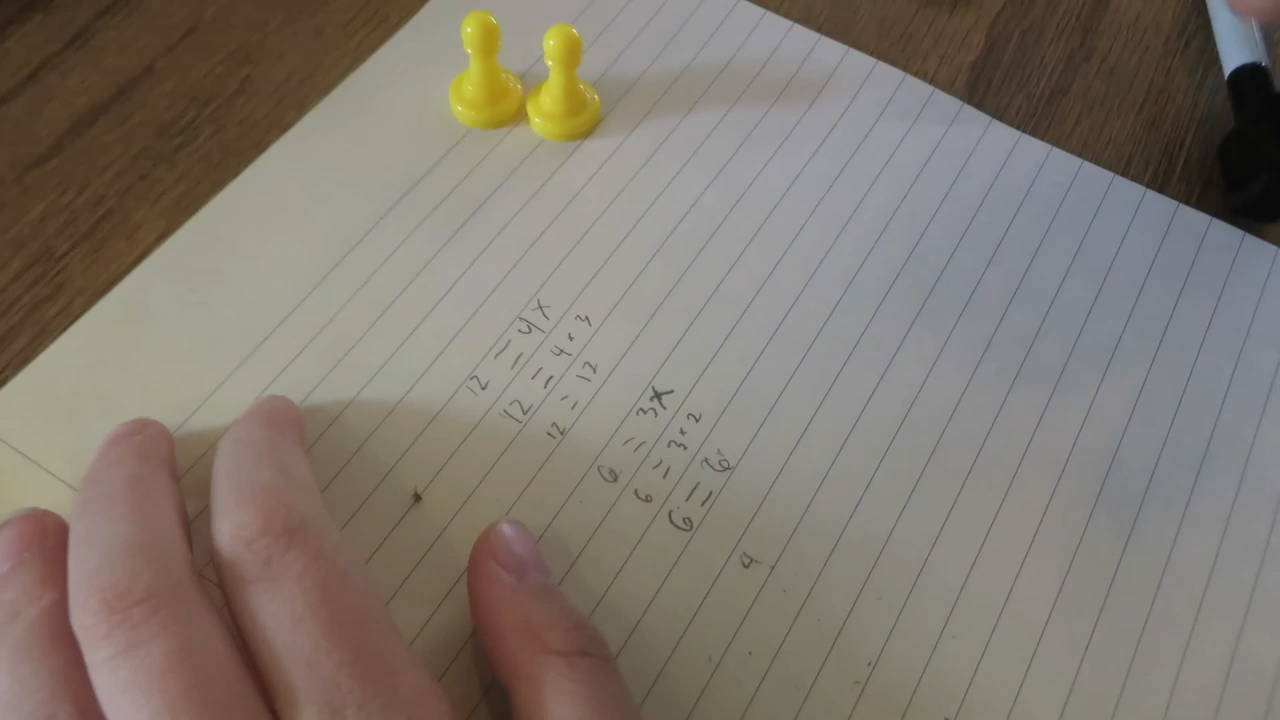 12 = 4x
12 = 4 × 3
12 = 12
6 = 3x
6 = 3 × 2
6 = 6
4